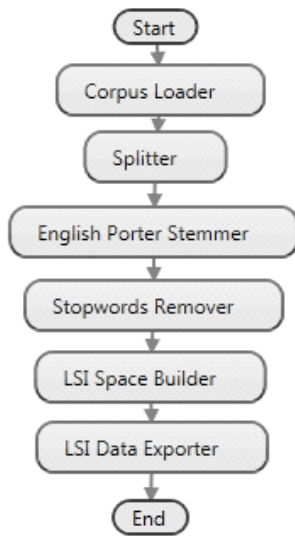 Start
Corpus Loader
Splitter
English Porter Stemmer
Stopwords Remover
LSI Space Builder
LSI Data Exporter
End